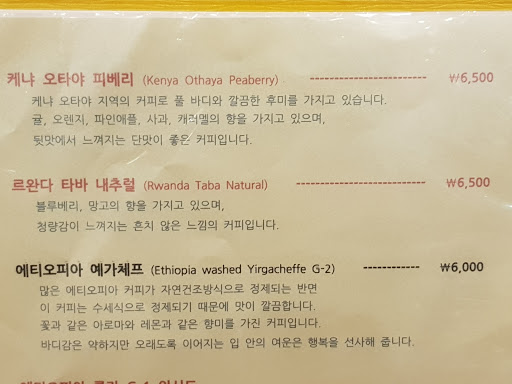 케냐 오타야 피베리 (Kenya Othaya Peaberry) ---------------------- ₩6,500
케냐 오타야 지역의 커피로 풀 바디와 깔끔한 후미를 가지고 있습니다.
귤, 오렌지, 파인애플, 사과, 캐러멜의 향을 가지고 있으며,
뒷맛에서 느껴지는 단맛이 좋은 커피입니다.
르완다 타바 내추럴 (Rwanda Taba Natural) ------------------------ ₩6,500
블루베리, 망고의 향을 가지고 있으며,
청량감이 느껴지는 흔치 않은 느낌의 커피입니다.
에티오피아 예가체프 (Ethiopia washed Yirgacheffe G-2) ------------ ₩6,000
많은 에티오피아 커피가 자연건조방식으로 정제되는 반면
이 커피는 수세식으로 정제되기 때문에 맛이 깔끔합니다.
꽃과 같은 아로마와 레몬과 같은 향미를 가진 커피입니다.
바디감은 약하지만 오래도록 이어지는 입 안의 여운은 행복을 선사해 줍니다.